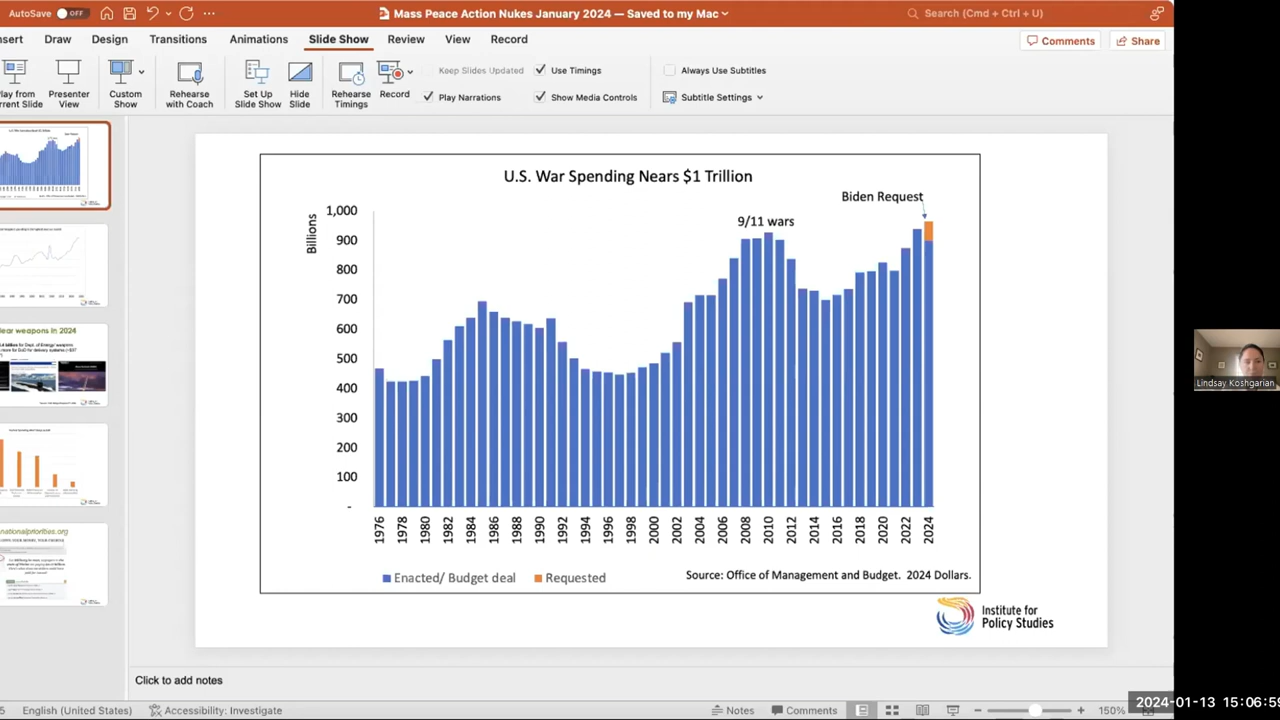 AutoSave OFF
Mass Peace Action Nukes January 2024 — Saved to my Mac
Search (Cmd + Ctrl + U)
nsert Draw Design Transitions Animations Slide Show Review View Record
Comments Share
Play from
rrent Slide
Presenter
View
Custom
Show
Rehearse
with Coach
Set Up
Slide Show
Hide
Slide
Rehearse
Timings
Record
Keep Slides Updated Use Timings
Play Narrations Show Media Controls
Always Use Subtitles
Subtitle Settings
lear weapons in 2024
nationalpriorities.org
U.S. War Spending Nears $1 Trillion
Biden Request
9/11 wars
Billions
1,000
900
800
700
600
500
400
300
200
100
-
1976 1978 1980 1982 1984 1986 1988 1990 1992 1994 1996 1998 2000 2002 2004 2006 2008 2010 2012 2014 2016 2018 2020 2022 2024
Enacted/ Budget deal Requested
Source: Office of Management and Budget. 2024 Dollars.
Institute for
Policy Studies
Lindsay Koshgarian
Click to add notes
5 English (United States) Accessibility: Investigate
Notes Comments 150%
2024-01-13 15:06:59